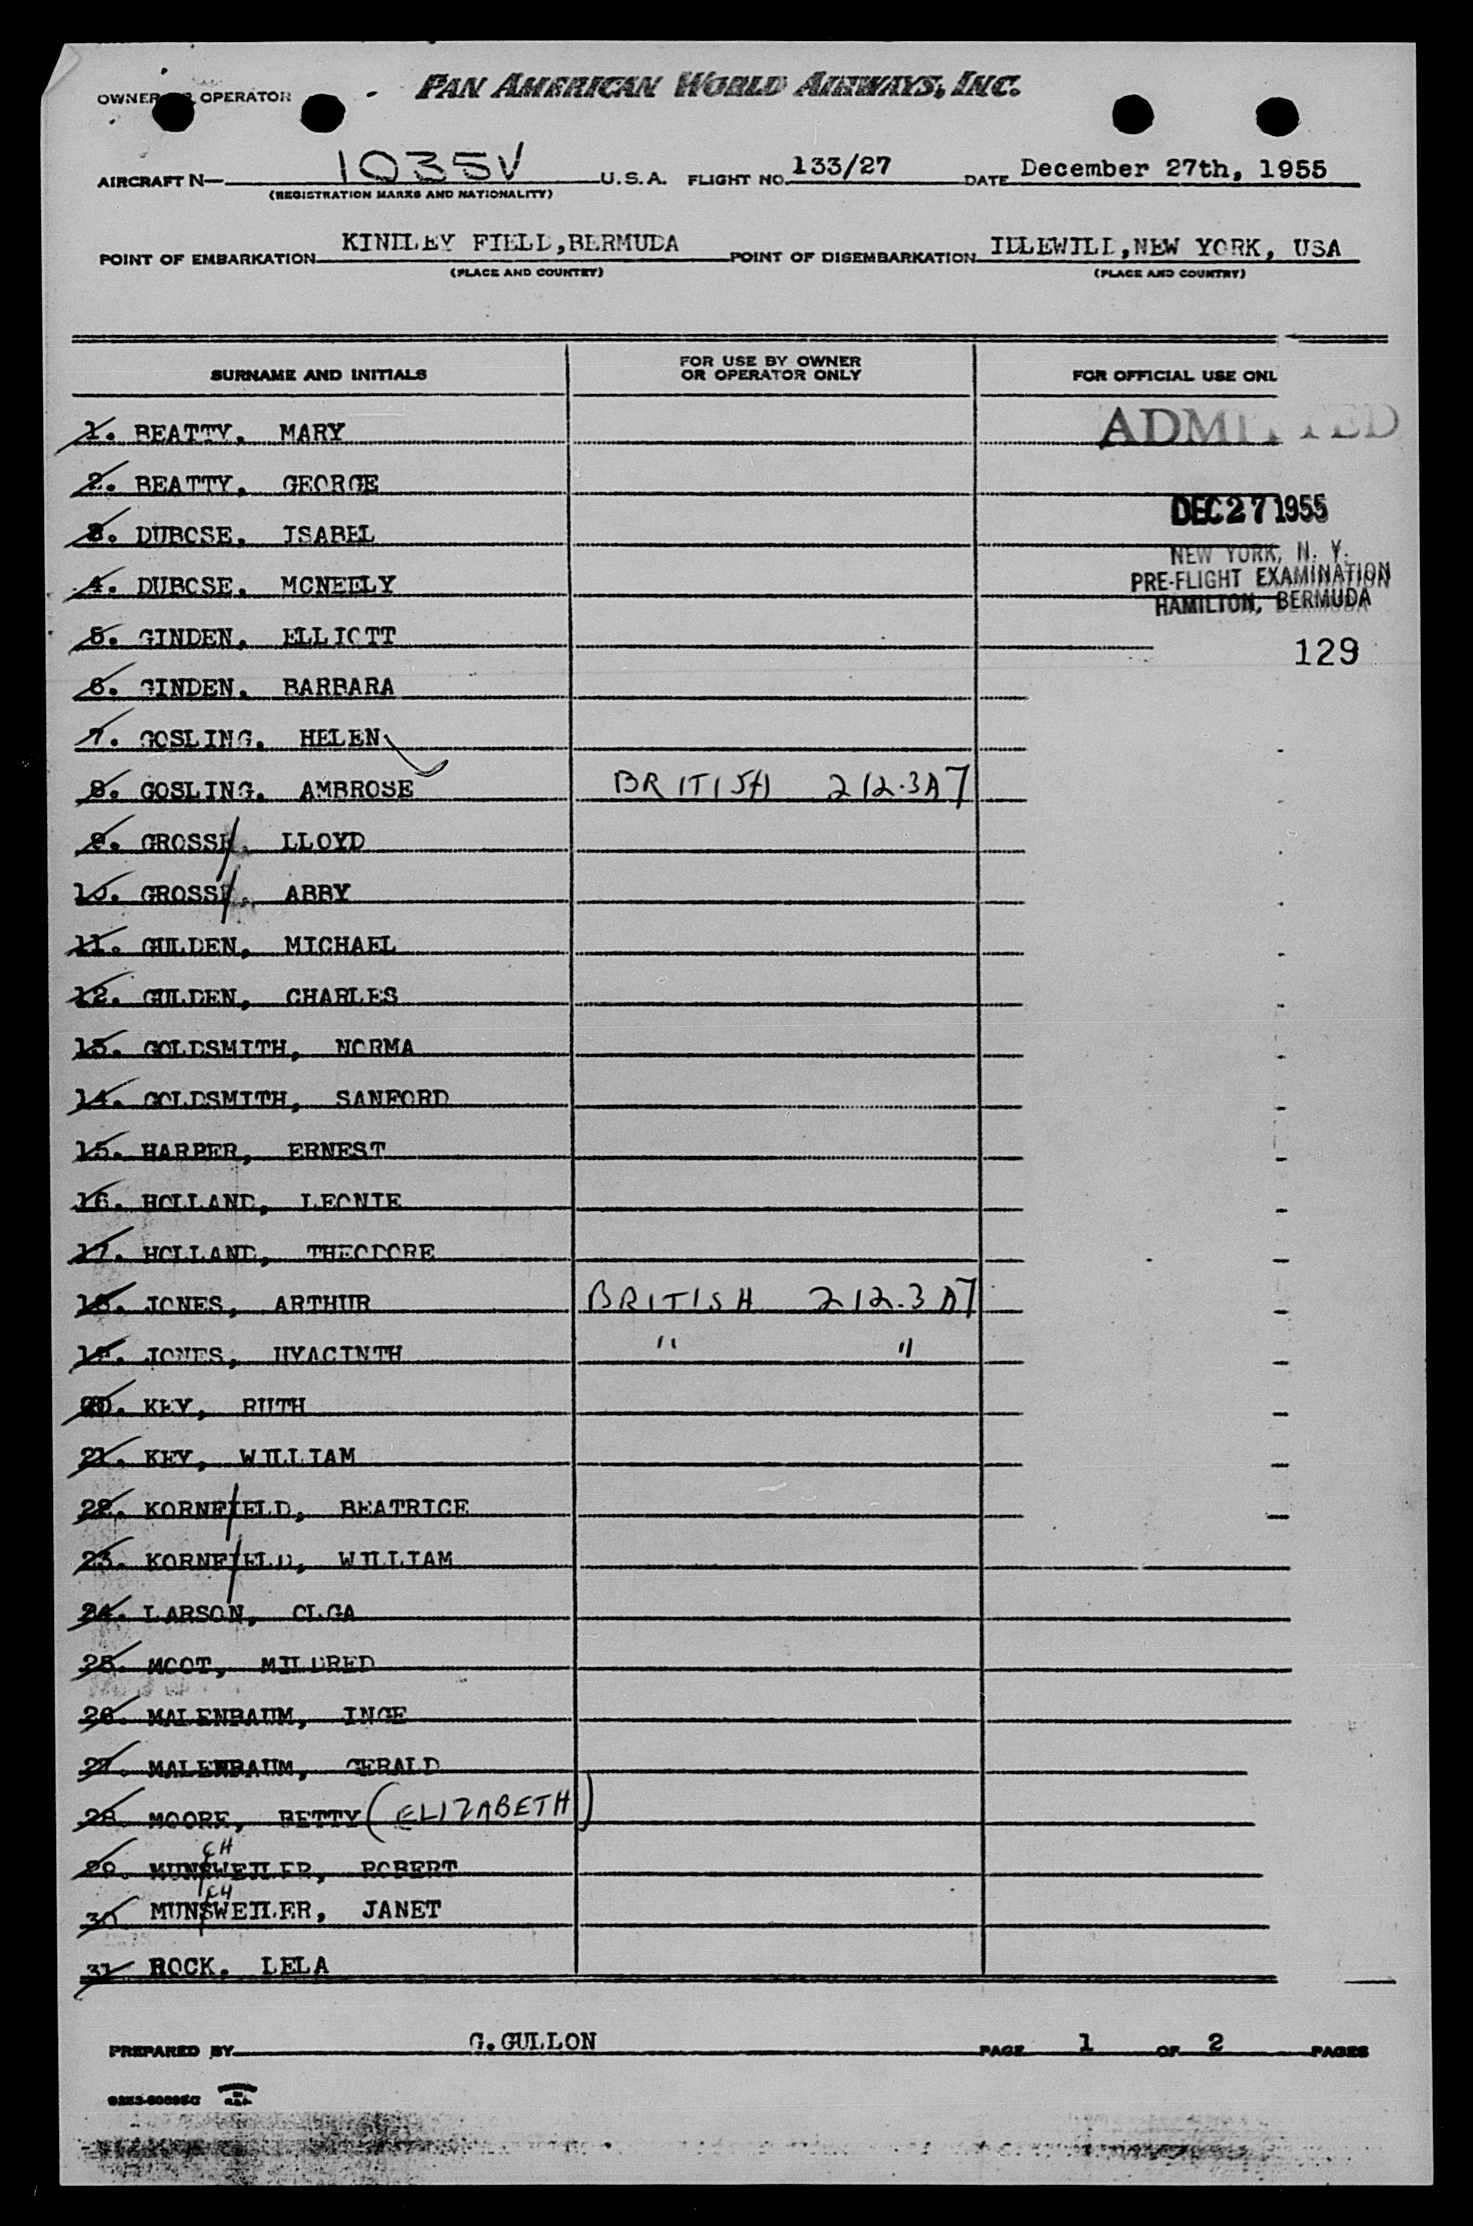 OWNER OR OPERATOR PAN AMERICAN WORLD AIRWAYS, INC.
AIRCRAFT N- 1035V U.S.A. FLIGHT NO. 133/27 DATE December 27th, 1955
(REGISTRATION MARKS AND NATIONALITY)
POINT OF EMBARKATION KINDLEY FIELD,BERMUDA POINT OF DISEMBARKATION IDLEWILD,NEW YORK, USA
(PLACE AND COUNTRY) (PLACE AND COUNTRY)
SURNAME AND INITIALS FOR USE BY OWNER OR OPERATOR ONLY FOR OFFICIAL USE ONL
1. BEATTY, MARY ADMITTED
2. BEATTY, GEORGE
DEC 27 1955
3. DUBOSE, ISABEL
NEW YORK, N. Y.
PRE-FLIGHT EXAMINATION
4. DUBOSE, MCNEELY
HAMILTON, BERMUDA
5. GINDEN, ELLIOTT 129
6. GINDEN, BARBARA
7. GOSLING, HELEN
8. GOSLING, AMBROSE BRITISH 212.3A7
9. GROSSE, LLOYD
10. GROSSE, ABBY
11. GULDEN, MICHAEL
12. GULDEN, CHARLES
13. GOLDSMITH, NORMA
14. GOLDSMITH, SANFORD
15. HARPER, ERNEST
16. HOLLAND, LEONIE
17. HOLLAND, THEODORE
18. JONES, ARTHUR BRITISH 212.3A7
19. JONES, HYACINTH " "
20. KEY, RUTH
21. KEY, WILLIAM
22. KORNFIELD, BEATRICE
23. KORNFIELD, WILLIAM
24. LARSON, OLGA
25. MOOT, MILDRED
26. MALENBAUM, INGE
27. MALENBAUM, GERALD
28. MOORE, BETTY (ELIZABETH)
CH
29. MUNSWEILER, ROBERT
CH
30 MUNSWEILER, JANET
31 ROCK, LELA
PREPARED BY G.GULLON PAGE 1 OF 2 PAGES